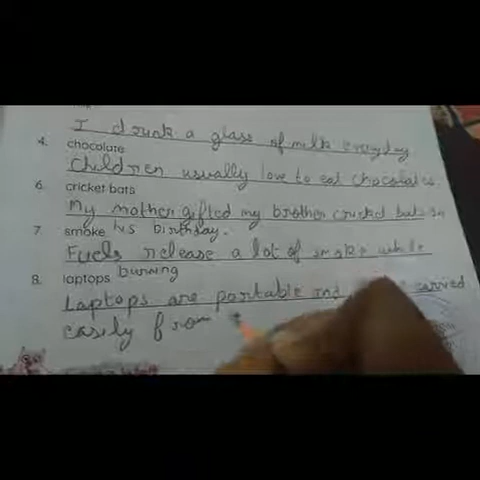 I drink a glass of milk everyday
4. chocolate
Children usually love to eat chocolates.
6. cricket bats
My mother gifted my brother cricket bats on
7. smoke his birthday.
Fuels release a lot of smoke while
8. laptops burning
Laptops are portable and carried
easily from